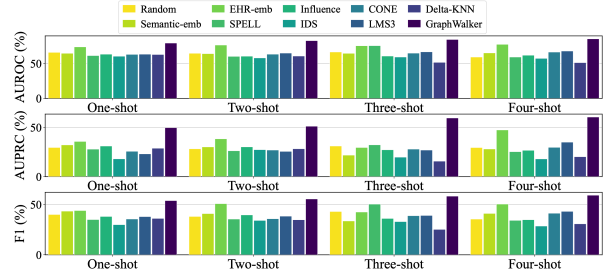 Random EHR-emb Influence CONE Delta-KNN
Semantic-emb SPELL IDS LMS3 GraphWalker
AUROC (%)
50
0
One-shot Two-shot Three-shot Four-shot
AUPRC (%)
50
0
One-shot Two-shot Three-shot Four-shot
F1 (%)
50
0
One-shot Two-shot Three-shot Four-shot